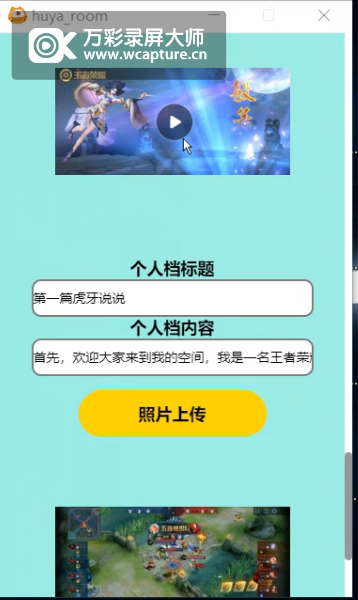 huya_room
万彩录屏大师
www.wcapture.cn
王者荣耀
个人档标题
第一篇虎牙说说
个人档内容
首先，欢迎大家来到我的空间，我是一名王者荣
照片上传